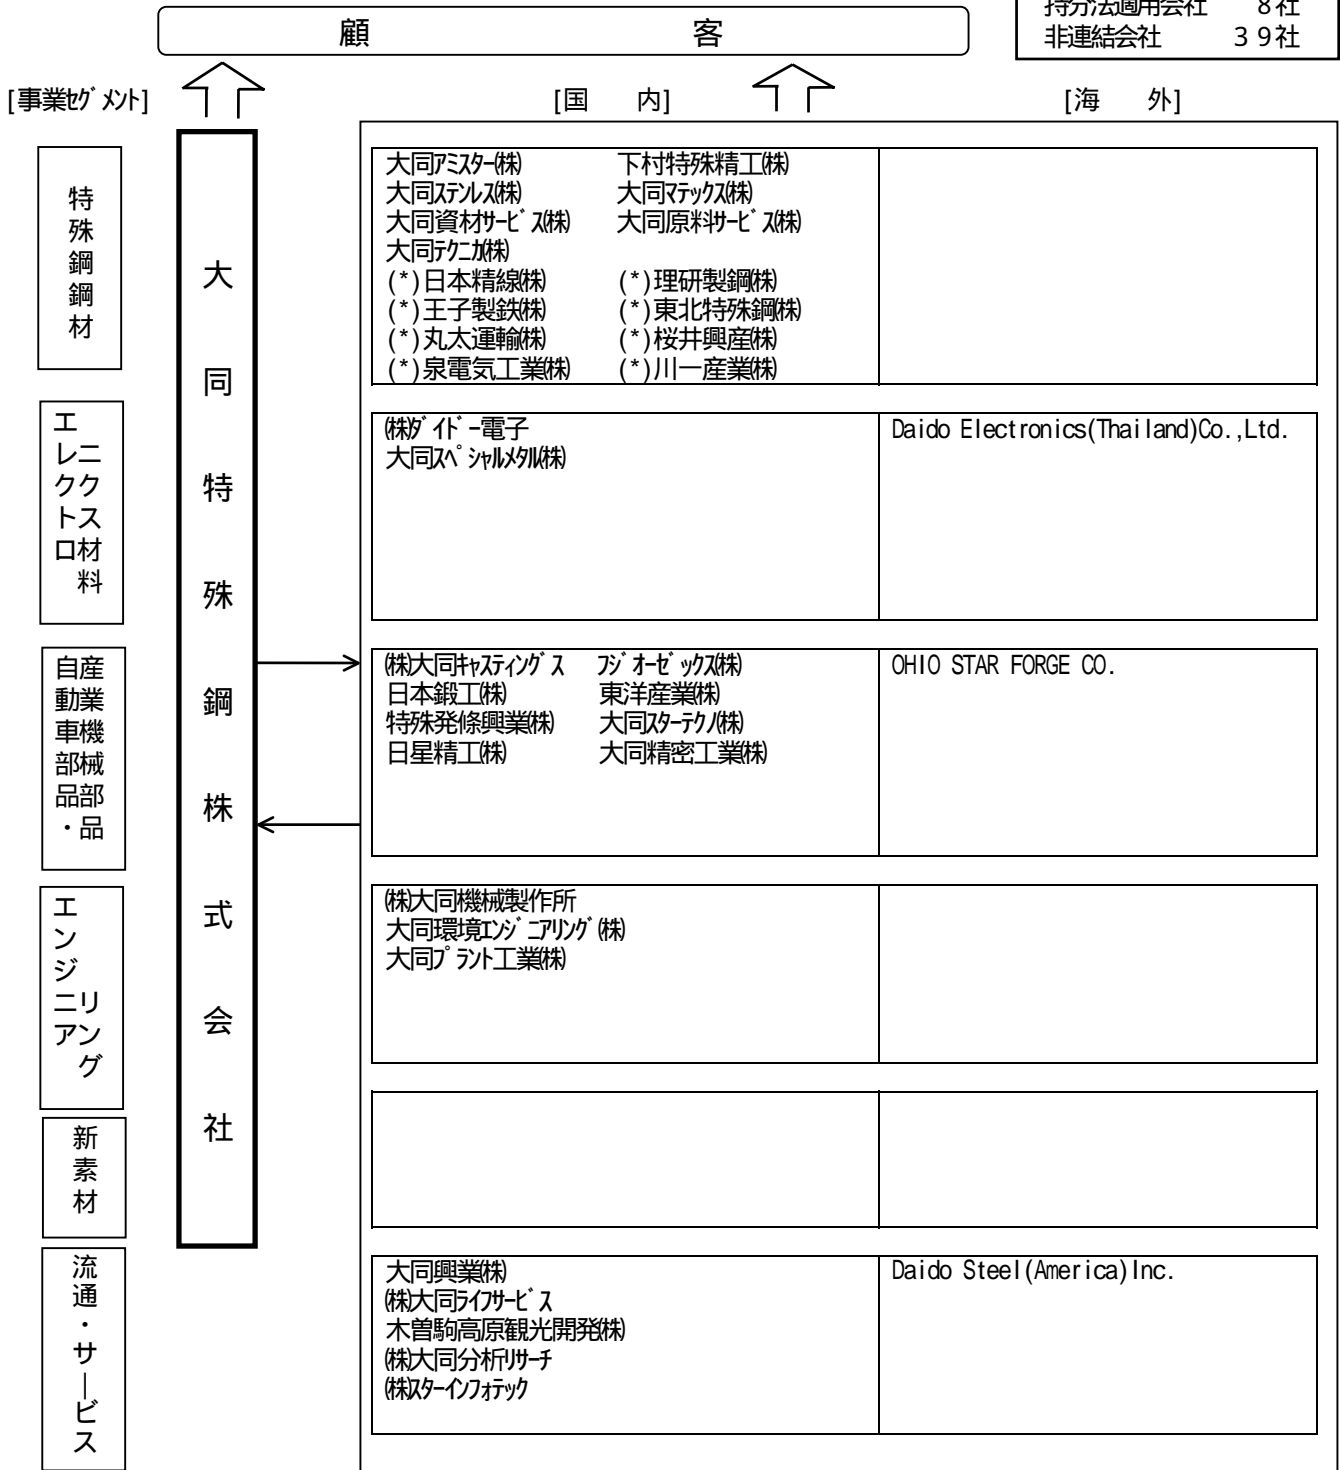 持分法適用会社 8社
非連結会社 39社
顧 客
[事業セグメント]
[国 内]
[海 外]
大同特殊鋼株式会社
特殊鋼鋼材
大同アミスター(株) 下村特殊精工(株)
大同ステンレス(株) 大同マテックス(株)
大同資材サービス(株) 大同原料サービス(株)
大同テクニカ(株)
(*)日本精線(株) (*)理研製鋼(株)
(*)王子製鉄(株) (*)東北特殊鋼(株)
(*)丸太運輸(株) (*)桜井興産(株)
(*)泉電気工業(株) (*)川一産業(株)
エレクトロ
ニクス材料
(株)ダイドー電子
大同スペシャルメタル(株)
Daido Electronics(Thailand)Co.,Ltd.
自動車部品・
産業機械部品
(株)大同キャスティングス フジオーゼックス(株)
日本鍛工(株) 東洋産業(株)
特殊発條興業(株) 大同スターテクノ(株)
日星精工(株) 大同精密工業(株)
OHIO STAR FORGE CO.
エンジニア
リング
(株)大同機械製作所
大同環境エンジニアリング(株)
大同プラント工業(株)
新素材
流通・サービス
大同興業(株)
(株)大同ライフサービス
木曽駒高原観光開発(株)
(株)大同分析リサーチ
(株)スターインフォテック
Daido Steel(America)Inc.